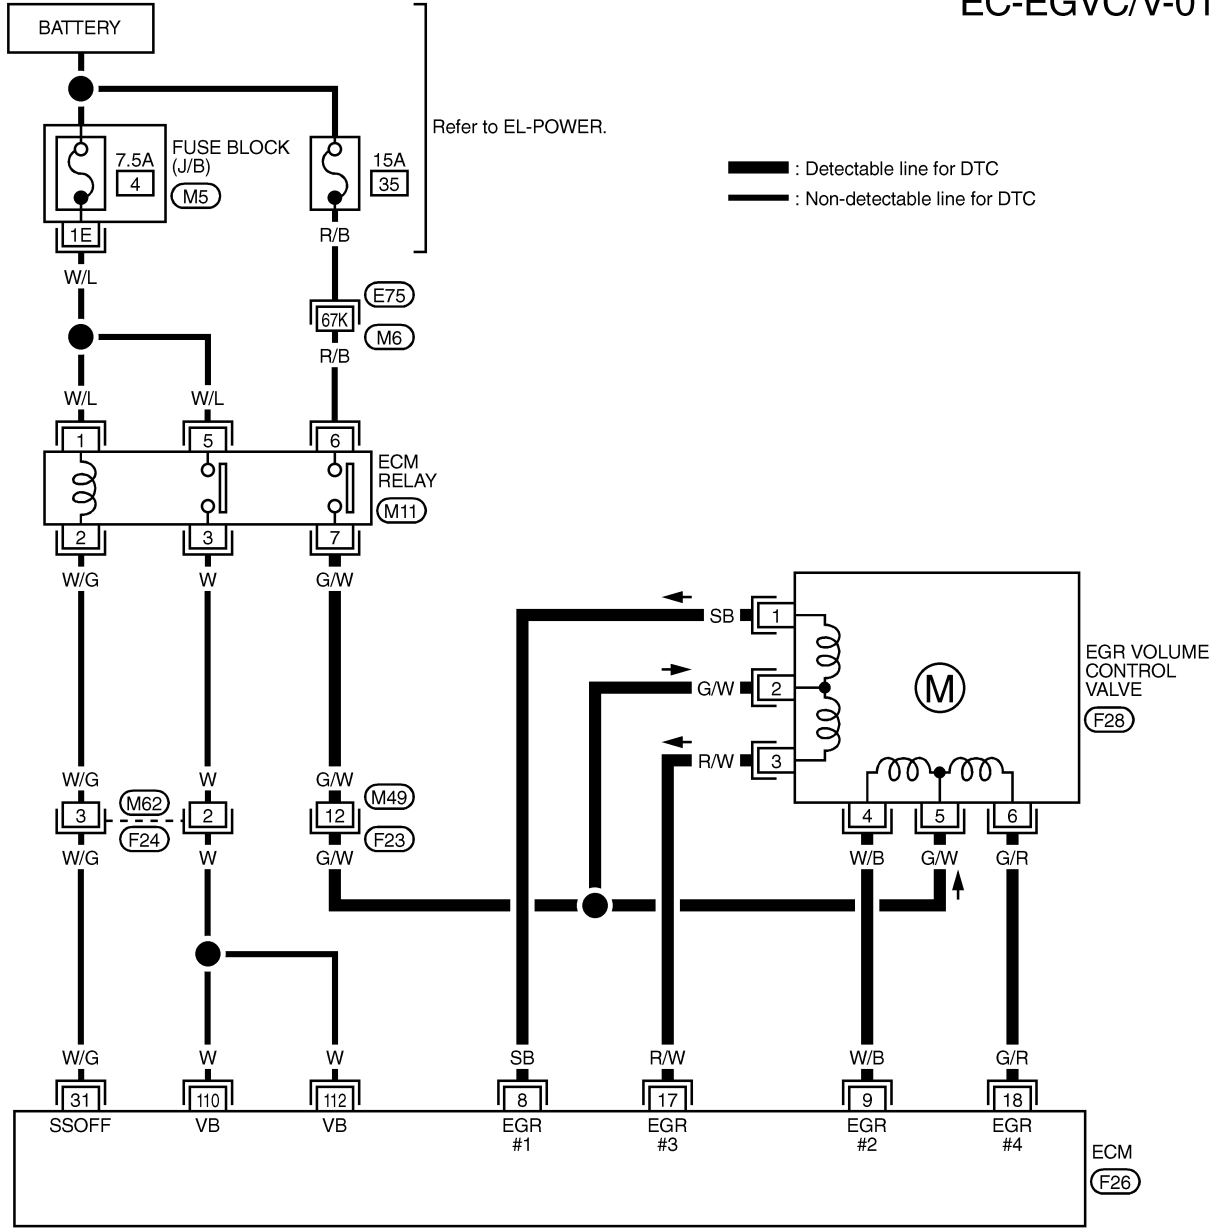 EC-EGVC/V-01
BATTERY
Refer to EL-POWER.
FUSE BLOCK
(J/B)
M5
7.5A
4
15A
35
: Detectable line for DTC
: Non-detectable line for DTC
1E
R/B
W/L
E75
67K
M6
R/B
W/L
W/L
1
5
6
ECM
RELAY
M11
2
3
7
W/G
W
G/W
SB
1
G/W
2
R/W
3
M
EGR VOLUME
CONTROL
VALVE
F28
W/G
W
G/W
3
M62
F24
2
12
M49
F23
4
5
6
W/G
W
G/W
W/B
G/W
G/R
W/G
W
W
SB
R/W
W/B
G/R
31
110
112
8
17
9
18
SSOFF
VB
VB
EGR
#1
EGR
#3
EGR
#2
EGR
#4
ECM
F26